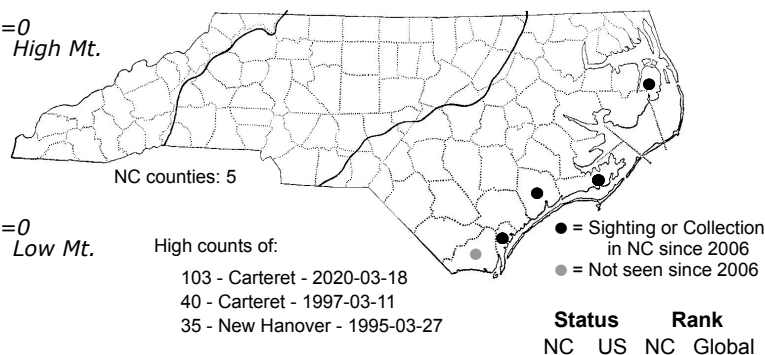 =0
High Mt.
NC counties: 5
=0
Low Mt.
High counts of:
103 - Carteret - 2020-03-18
40 - Carteret - 1997-03-11
35 - New Hanover - 1995-03-27
● = Sighting or Collection
in NC since 2006
● = Not seen since 2006
Status Rank
NC US NC Global